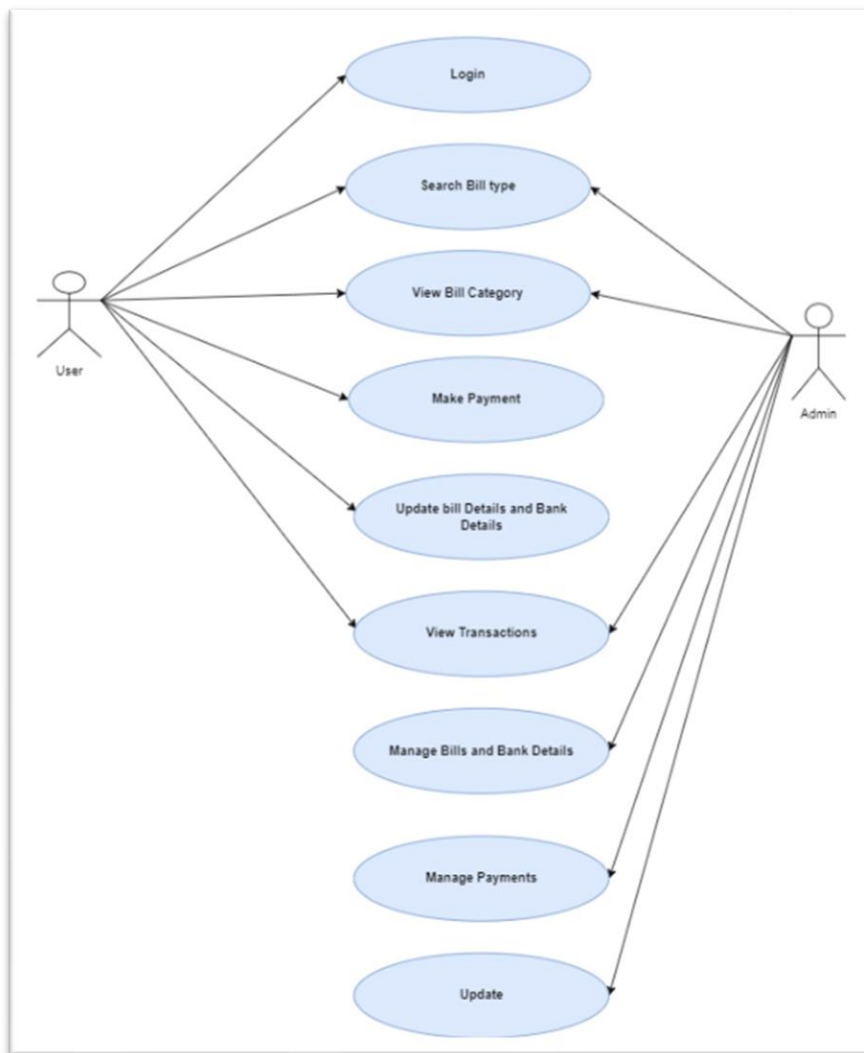 Login
Search Bill type
View Bill Category
User
Admin
Make Payment
Update bill Details and Bank
Details
View Transactions
Manage Bills and Bank Details
Manage Payments
Update